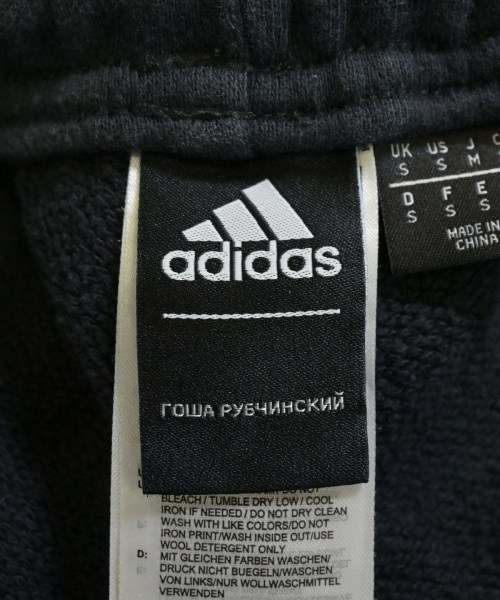 adidas
ГОША РУБЧИНСКИЙ
UK US J
S S M
D F E
S S S
MADE IN
CHINA
DO NOT
BLEACH / TUMBLE DRY LOW / COOL
IRON IF NEEDED / DO NOT DRY CLEAN
WASH WITH LIKE COLORS/DO NOT
IRON PRINT/WASH INSIDE OUT/USE
WOOL DETERGENT ONLY
D: MIT GLEICHEN FARBEN WASCHEN/
DRUCK NICHT BUEGELN/WASCHEN
VON LINKS/NUR WOLLWASCHMITTEL
VERWENDEN